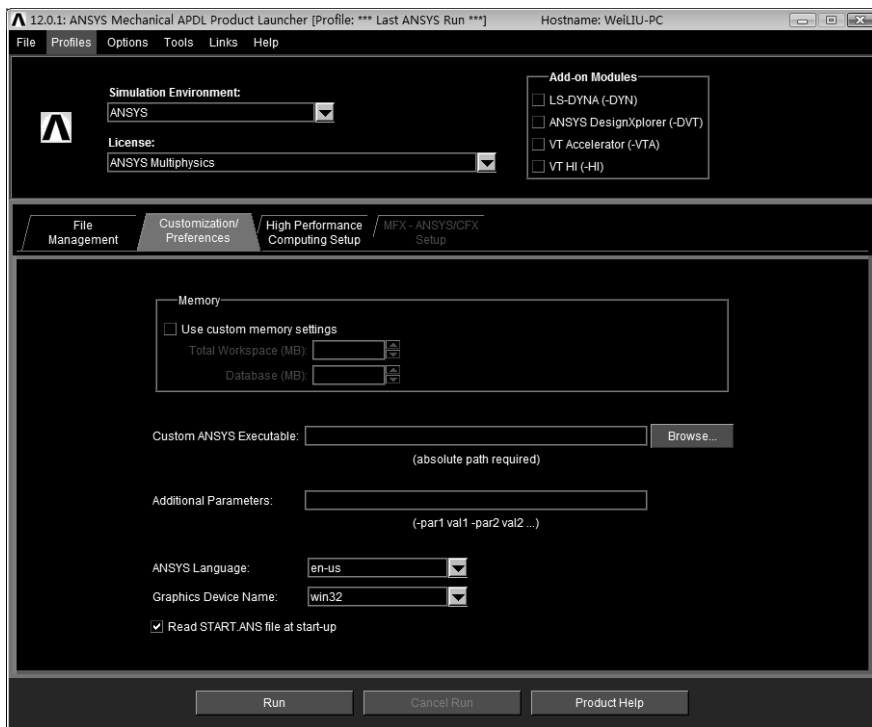 12.0.1: ANSYS Mechanical APDL Product Launcher [Profile: *** Last ANSYS Run ***] Hostname: WeiLIU-PC
File Profiles Options Tools Links Help
Simulation Environment:
ANSYS
License:
ANSYS Multiphysics
Add-on Modules
LS-DYNA (-DYN)
ANSYS DesignXplorer (-DVT)
VT Accelerator (-VTA)
VT HI (-HI)
File
Management
Customization/
Preferences
High Performance
Computing Setup
MFX - ANSYS/CFX
Setup
Memory
Use custom memory settings
Total Workspace (MB):
Database (MB):
Custom ANSYS Executable:
Browse...
(absolute path required)
Additional Parameters:
(-par1 val1 -par2 val2 ...)
ANSYS Language: en-us
Graphics Device Name: win32
Read START.ANS file at start-up
Run Cancel Run Product Help